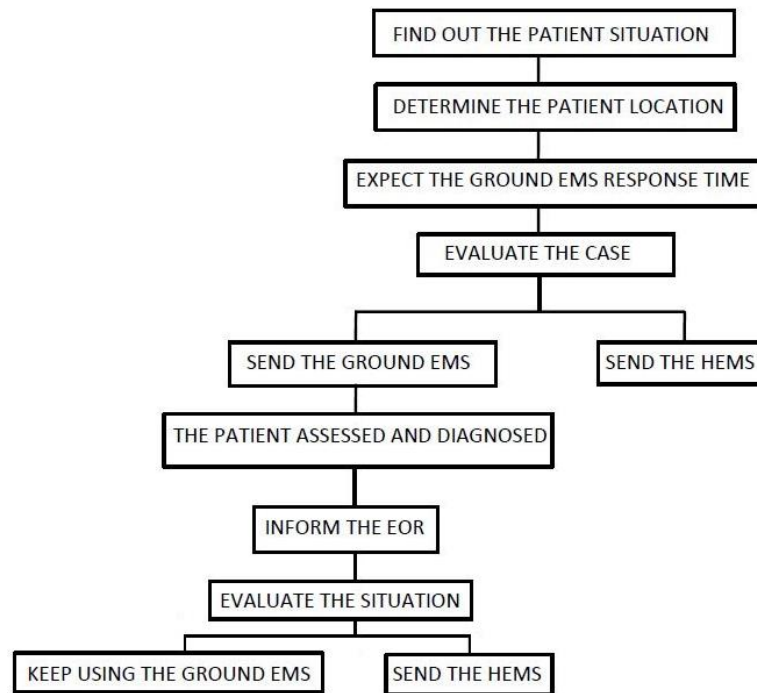 FIND OUT THE PATIENT SITUATION
DETERMINE THE PATIENT LOCATION
EXPECT THE GROUND EMS RESPONSE TIME
EVALUATE THE CASE
SEND THE GROUND EMS
SEND THE HEMS
THE PATIENT ASSESSED AND DIAGNOSED
INFORM THE EOR
EVALUATE THE SITUATION
KEEP USING THE GROUND EMS
SEND THE HEMS